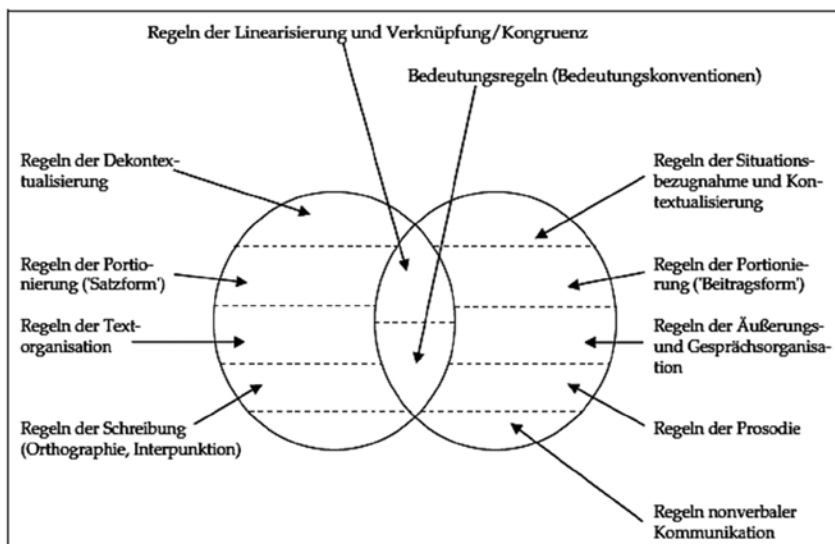 Regeln der Linearisierung und Verknüpfung/Kongruenz
Bedeutungsregeln (Bedeutungskonventionen)
Regeln der Dekontex-
tualisierung
Regeln der Situations-
bezugnahme und Kon-
textualisierung
Regeln der Portio-
nierung ('Satzform')
Regeln der Portionie-
rung ('Beitragsform')
Regeln der Text-
organisation
Regeln der Äußerungs-
und Gesprächsorganisa-
tion
Regeln der Schreibung
(Orthographie, Interpunktion)
Regeln der Prosodie
Regeln nonverbaler
Kommunikation